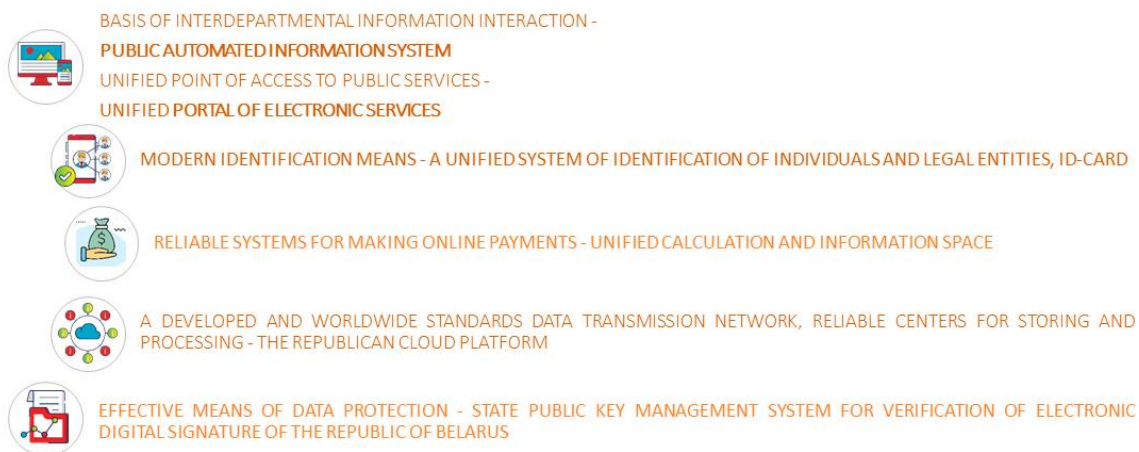 BASIS OF INTERDEPARTMENTAL INFORMATION INTERACTION -
PUBLIC AUTOMATED INFORMATION SYSTEM
UNIFIED POINT OF ACCESS TO PUBLIC SERVICES -
UNIFIED PORTAL OF ELECTRONIC SERVICES
MODERN IDENTIFICATION MEANS - A UNIFIED SYSTEM OF IDENTIFICATION OF INDIVIDUALS AND LEGAL ENTITIES, ID-CARD
RELIABLE SYSTEMS FOR MAKING ONLINE PAYMENTS - UNIFIED CALCULATION AND INFORMATION SPACE
A DEVELOPED AND WORLDWIDE STANDARDS DATA TRANSMISSION NETWORK, RELIABLE CENTERS FOR STORING AND
PROCESSING - THE REPUBLICAN CLOUD PLATFORM
EFFECTIVE MEANS OF DATA PROTECTION - STATE PUBLIC KEY MANAGEMENT SYSTEM FOR VERIFICATION OF ELECTRONIC
DIGITAL SIGNATURE OF THE REPUBLIC OF BELARUS